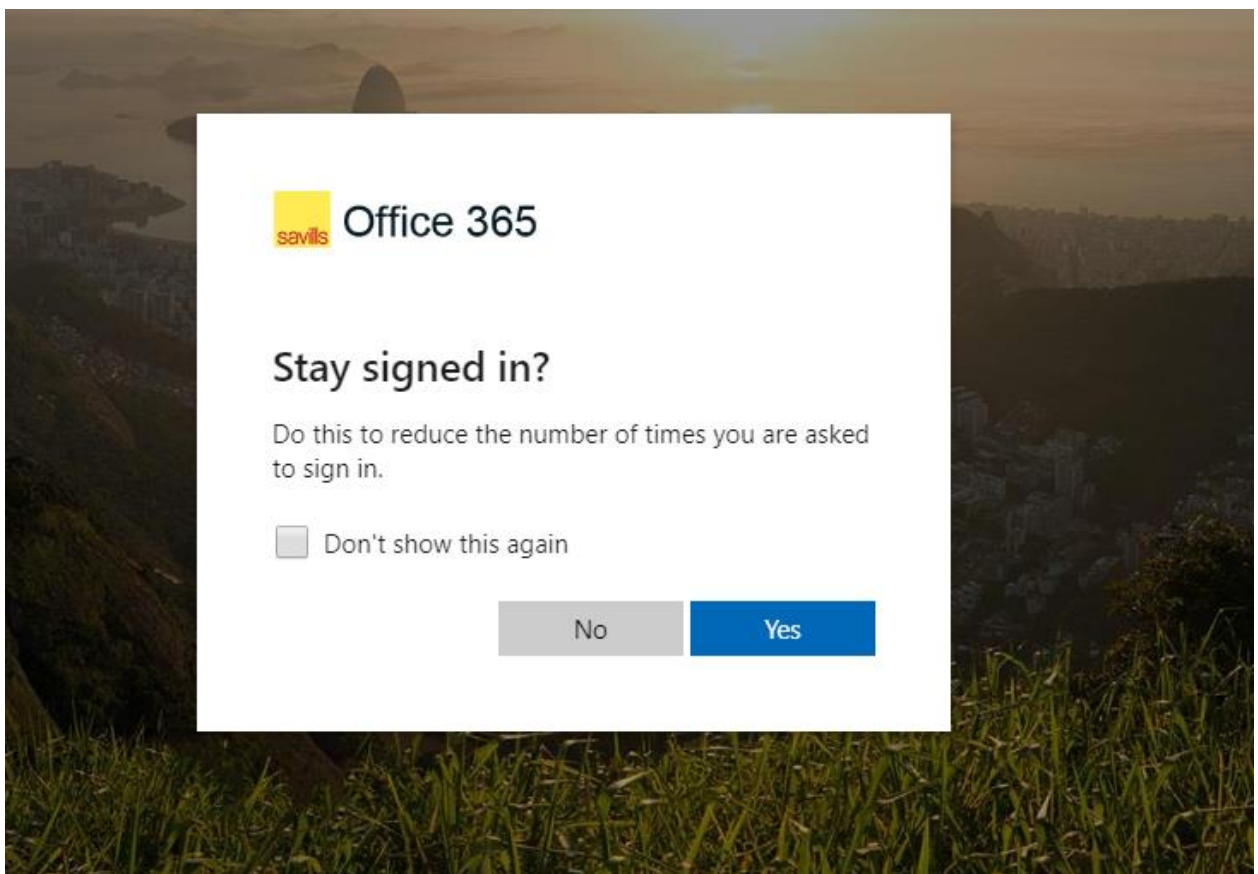 savills Office 365
Stay signed in?
Do this to reduce the number of times you are asked
to sign in.
Don't show this again
No Yes